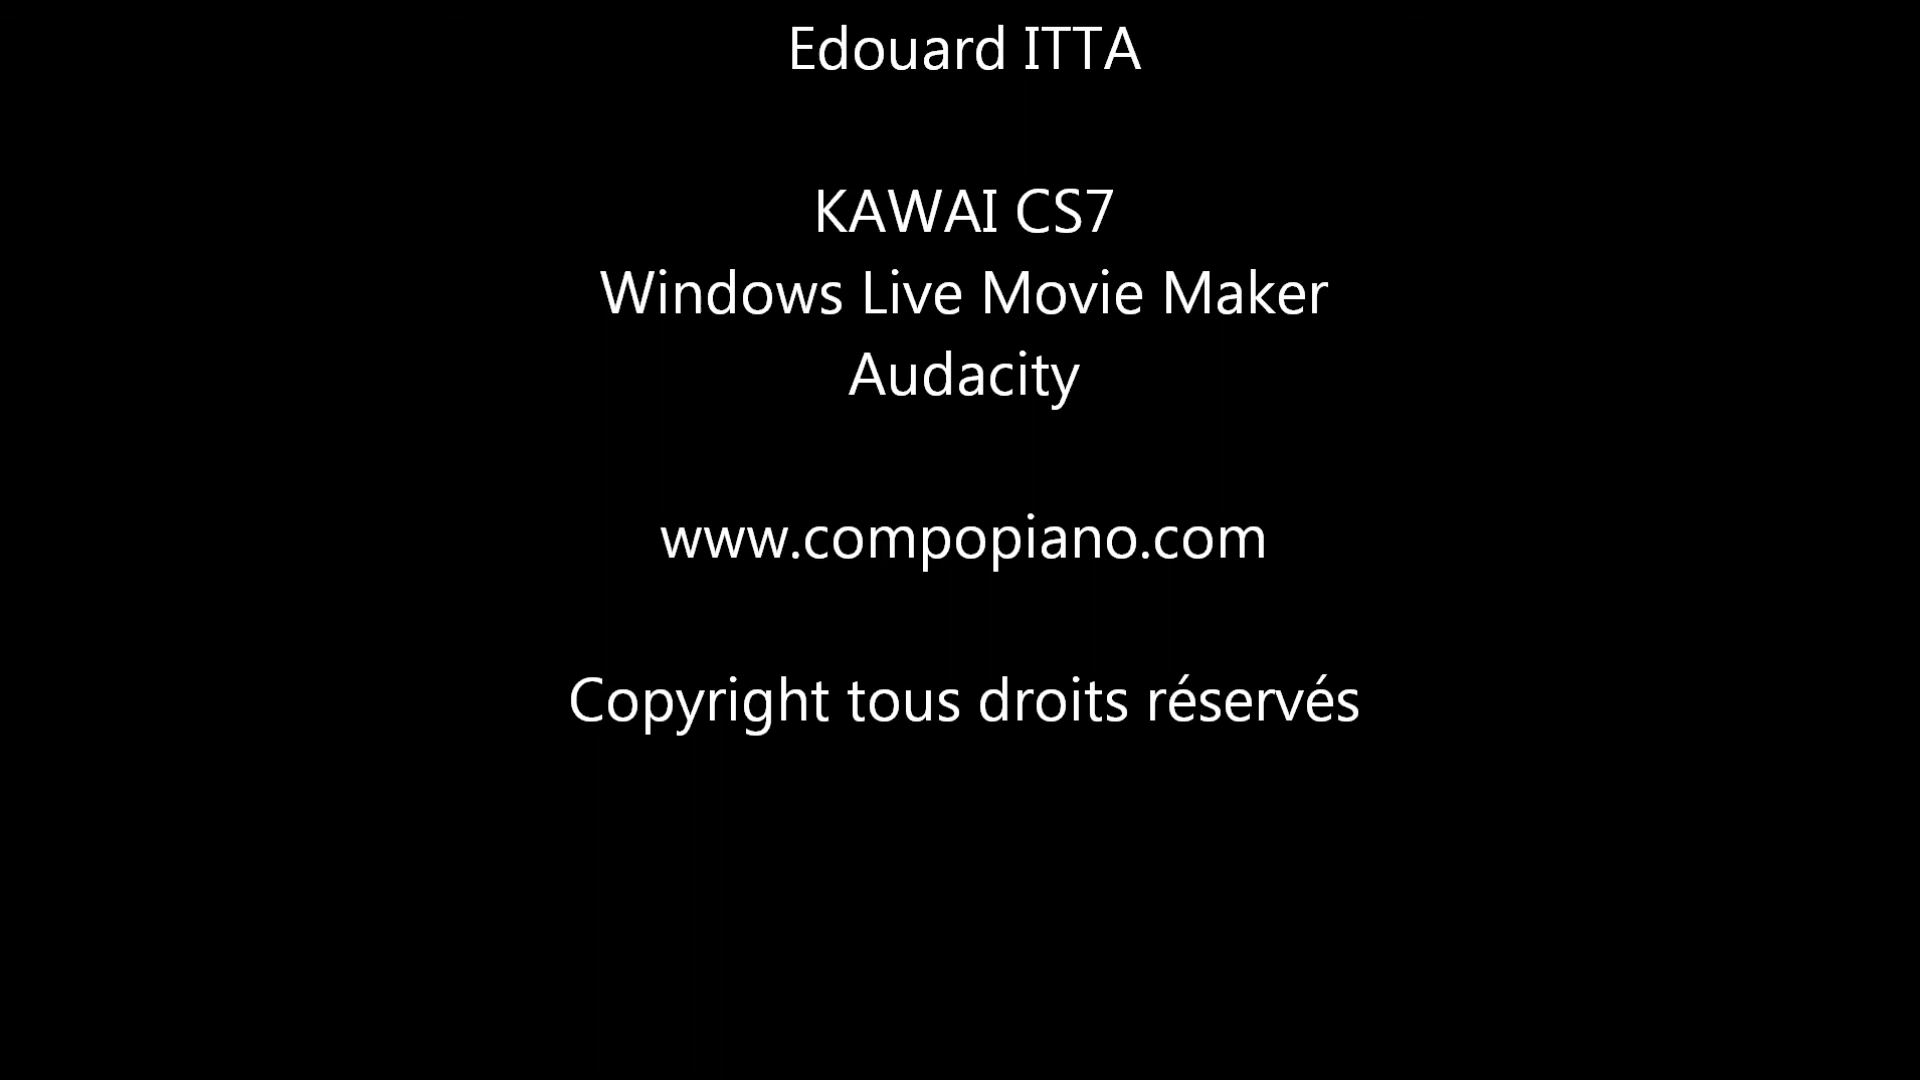 Edouard ITTA
KAWAI CS7
Windows Live Movie Maker
Audacity
www.compopiano.com
Copyright tous droits réservés